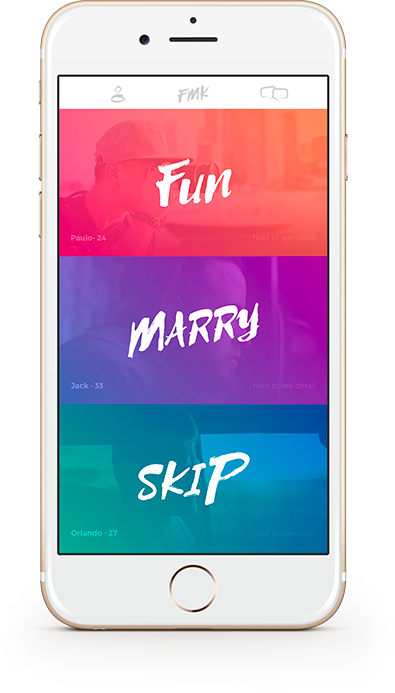 FMK
Fun
Paulo- 24
hold to see detail
MARRY
Jack - 33
hold to see detail
SKIP
Orlando - 27
hold to see detail